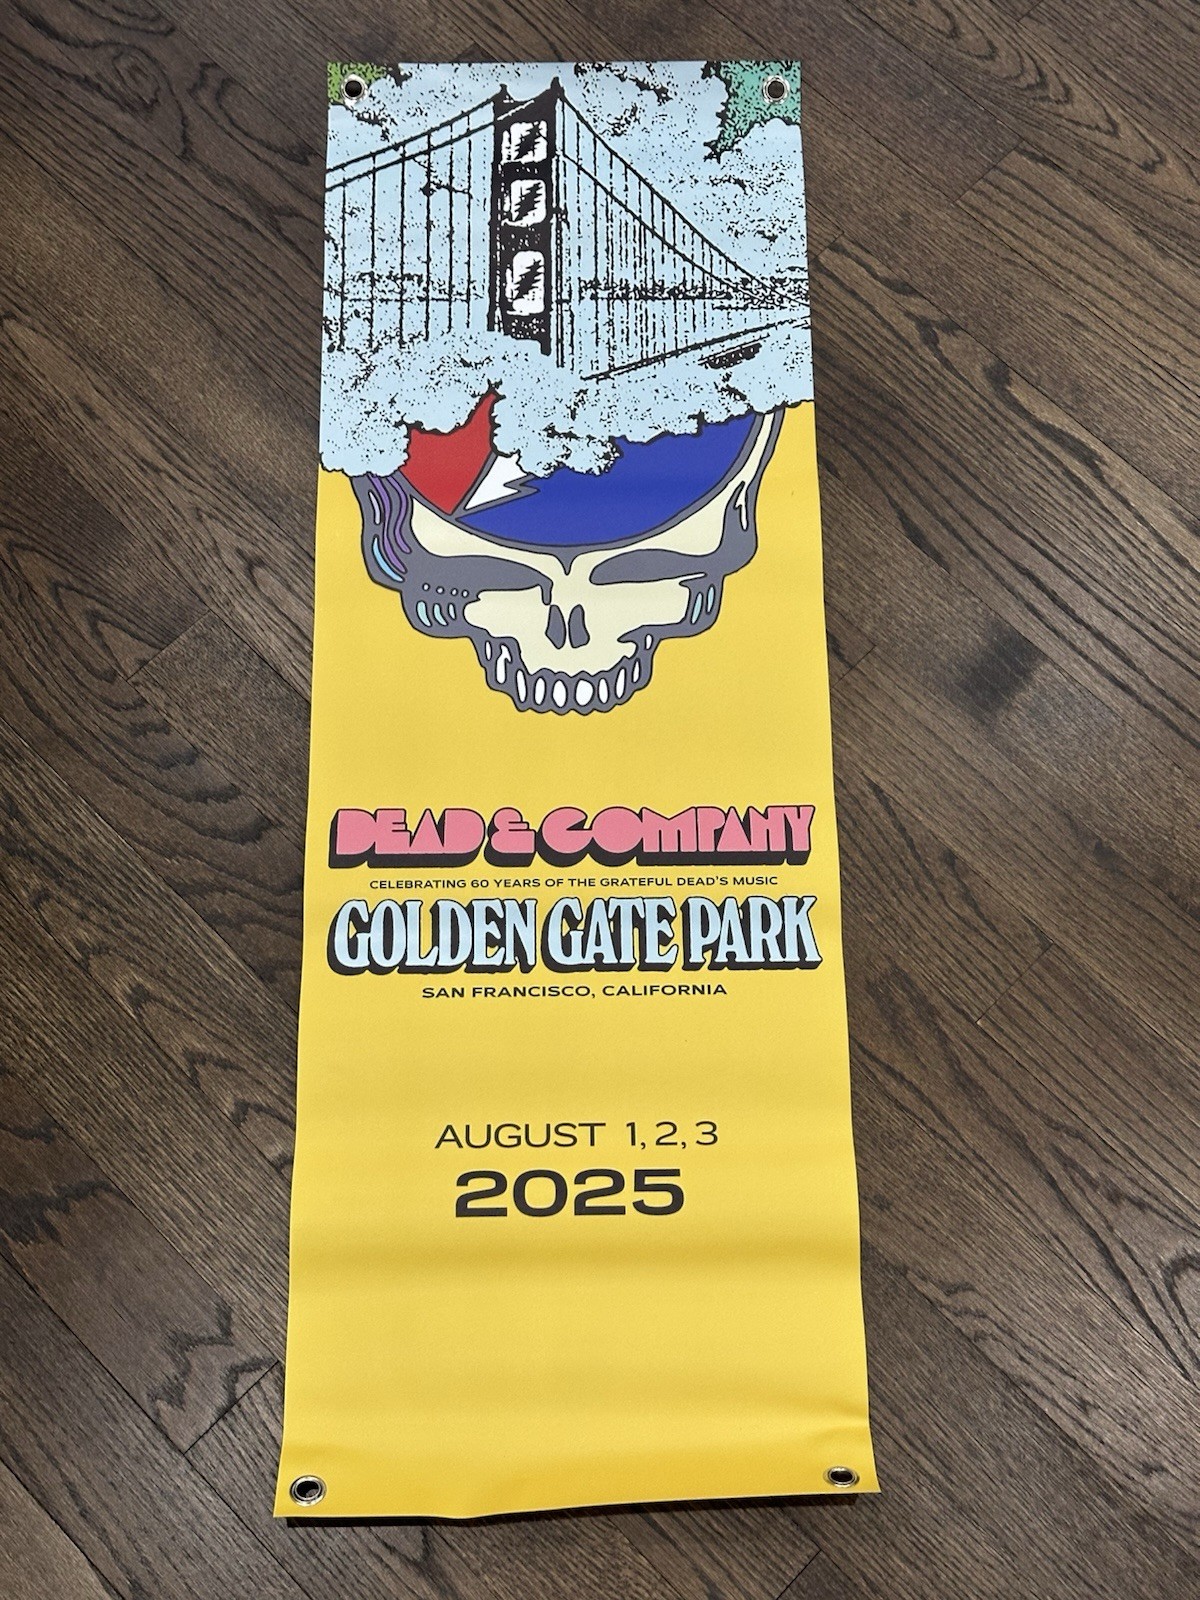 DEAD & COMPANY
CELEBRATING 60 YEARS OF THE GRATEFUL DEAD'S MUSIC
GOLDEN GATE PARK
SAN FRANCISCO, CALIFORNIA
AUGUST 1, 2, 3
2025